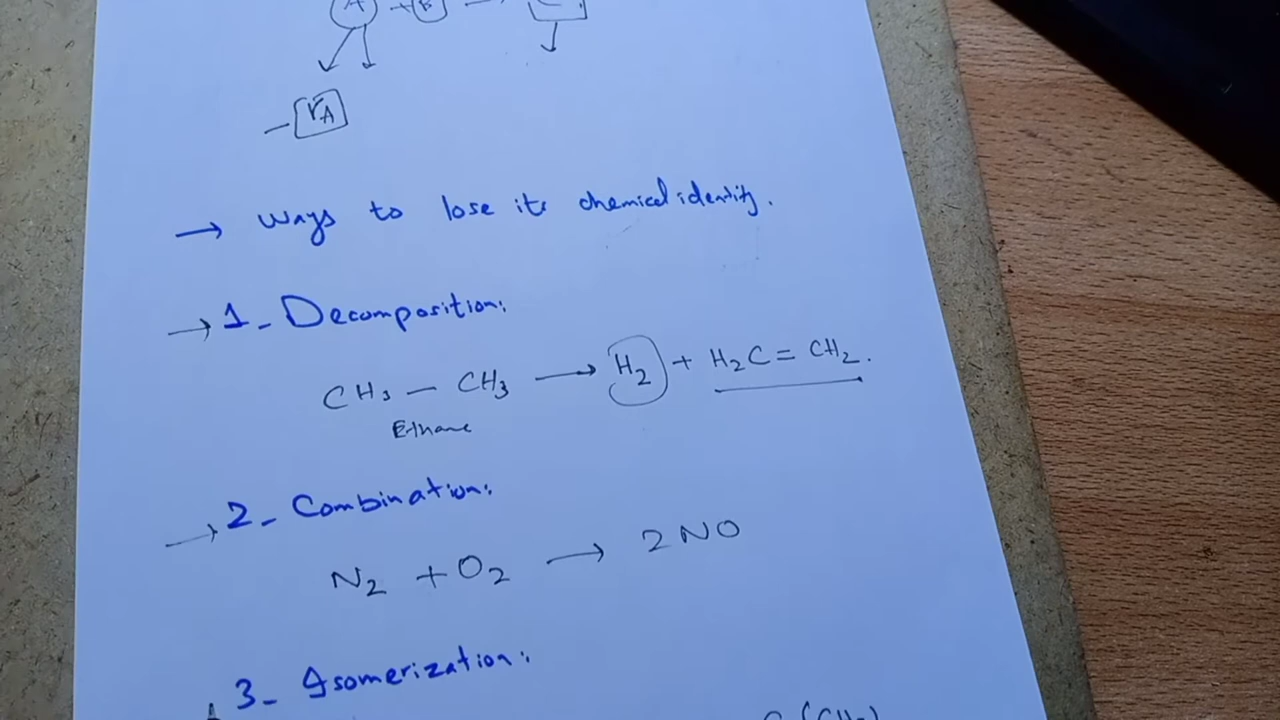 A + B →
- rA
→ ways to lose its chemical identity.
→ 1- Decomposition:
CH3 — CH3 → H2 + H2C = CH2.
Ethane
→ 2- Combination:
N2 + O2 → 2NO
3- Isomerization: